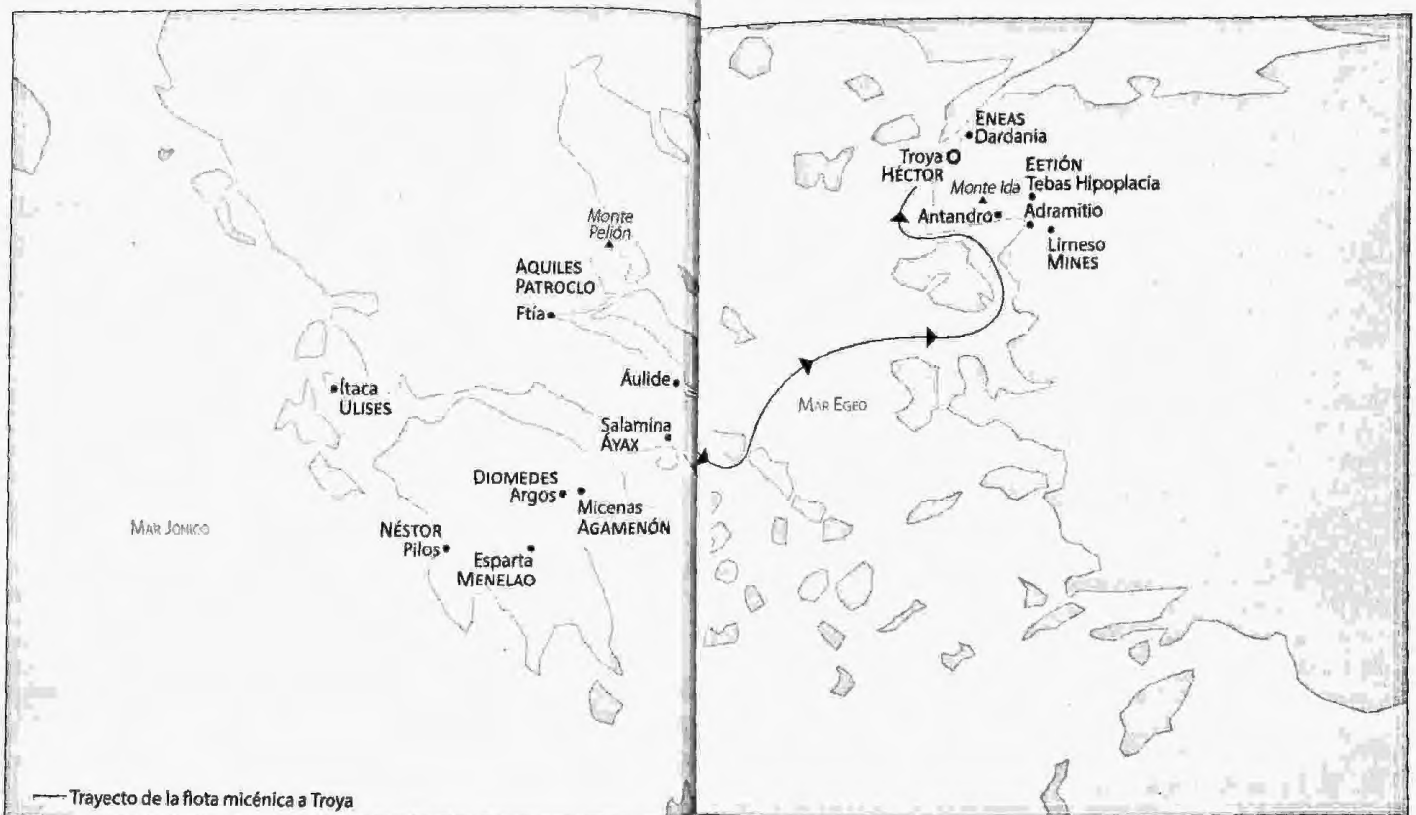 Monte
Pelión
AQUILES
PATROCLO
Ftía
Ítaca
ULISES
Áulide
Salamina
ÁYAX
DIOMEDES
Argos
Micenas
AGAMENÓN
NÉSTOR
Pilos
Esparta
MENELAO
MAR JÓNICO
Trayecto de la flota micénica a Troya
ENEAS
Dardania
Troya
HÉCTOR
EETIÓN
Tebas Hipoplacia
Monte Ida
Antandro
Adramitio
Lirneso
MINES
MAR EGEO